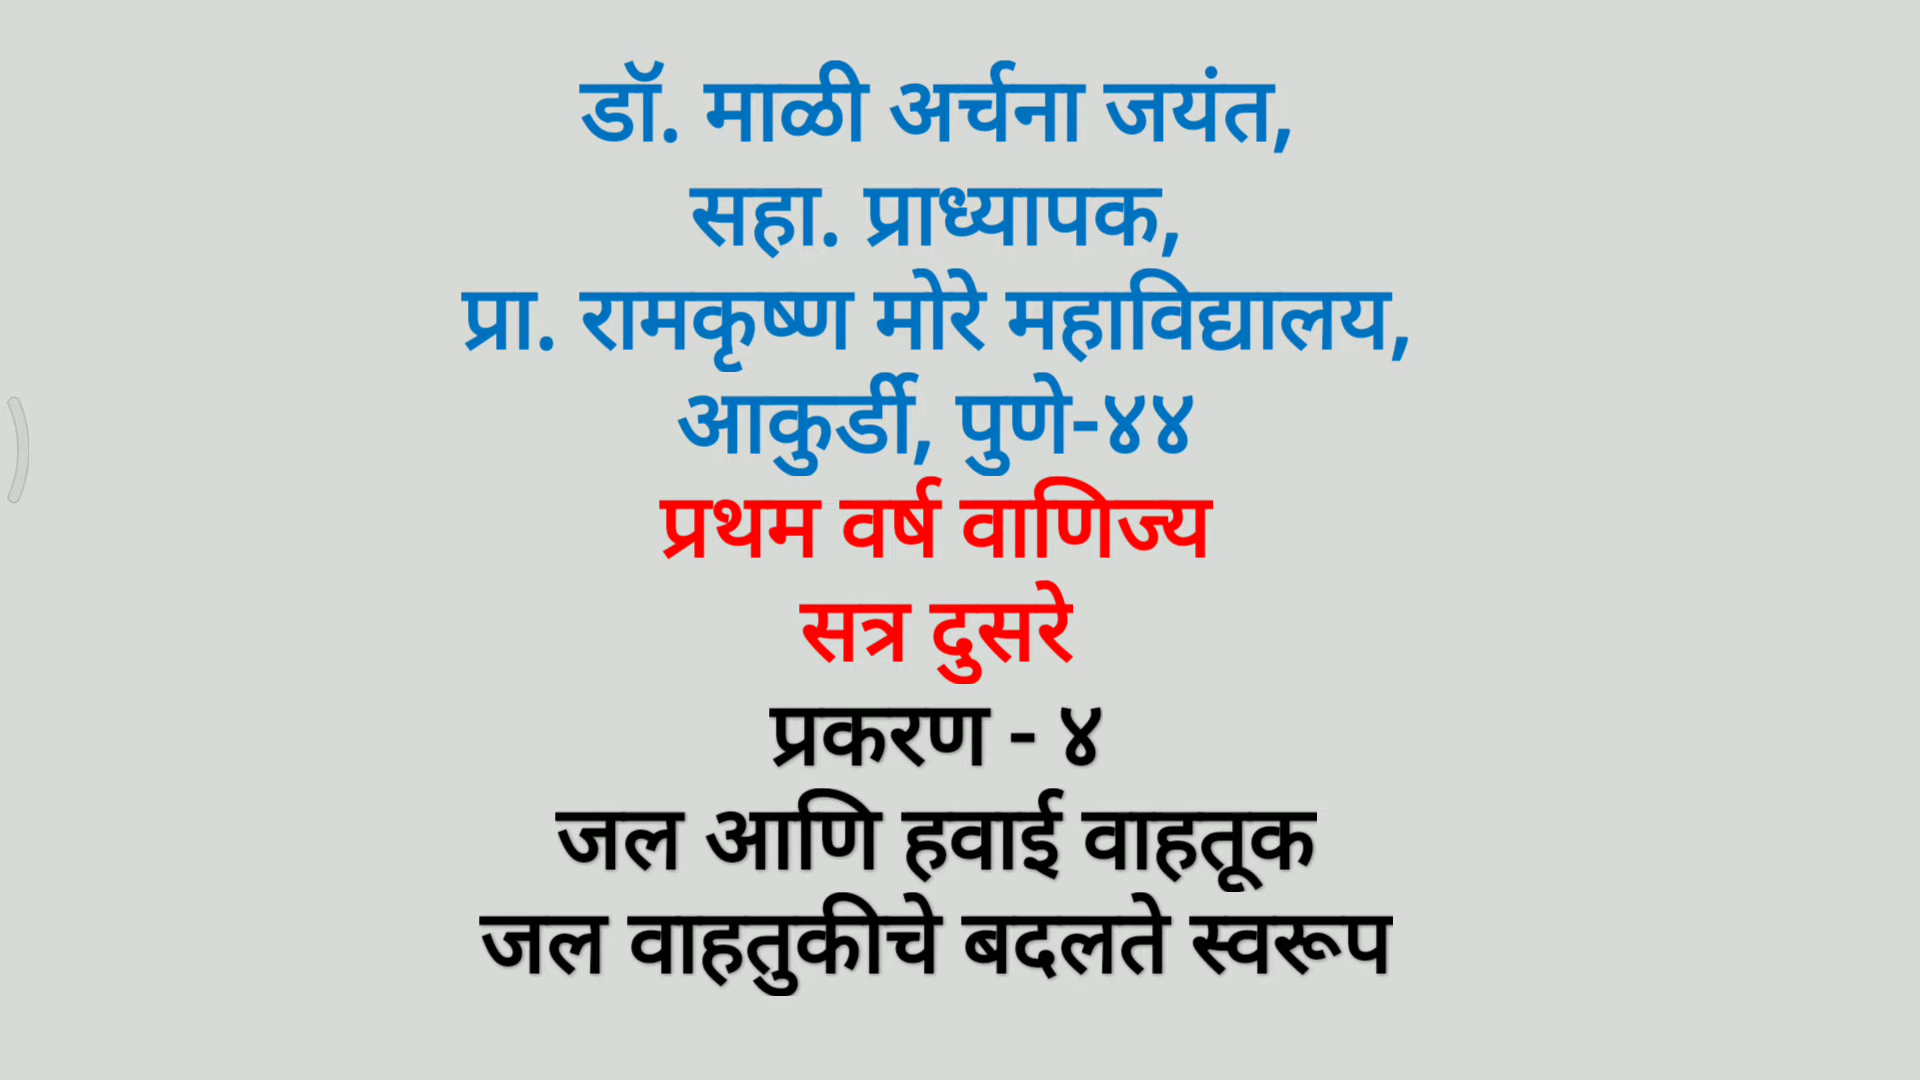 डॉ. माळी अर्चना जयंत,
सहा. प्राध्यापक,
प्रा. रामकृष्ण मोरे महाविद्यालय,
आकुर्डी, पुणे-४४
प्रथम वर्ष वाणिज्य
सत्र दुसरे
प्रकरण - ४
जल आणि हवाई वाहतूक
जल वाहतुकीचे बदलते स्वरूप